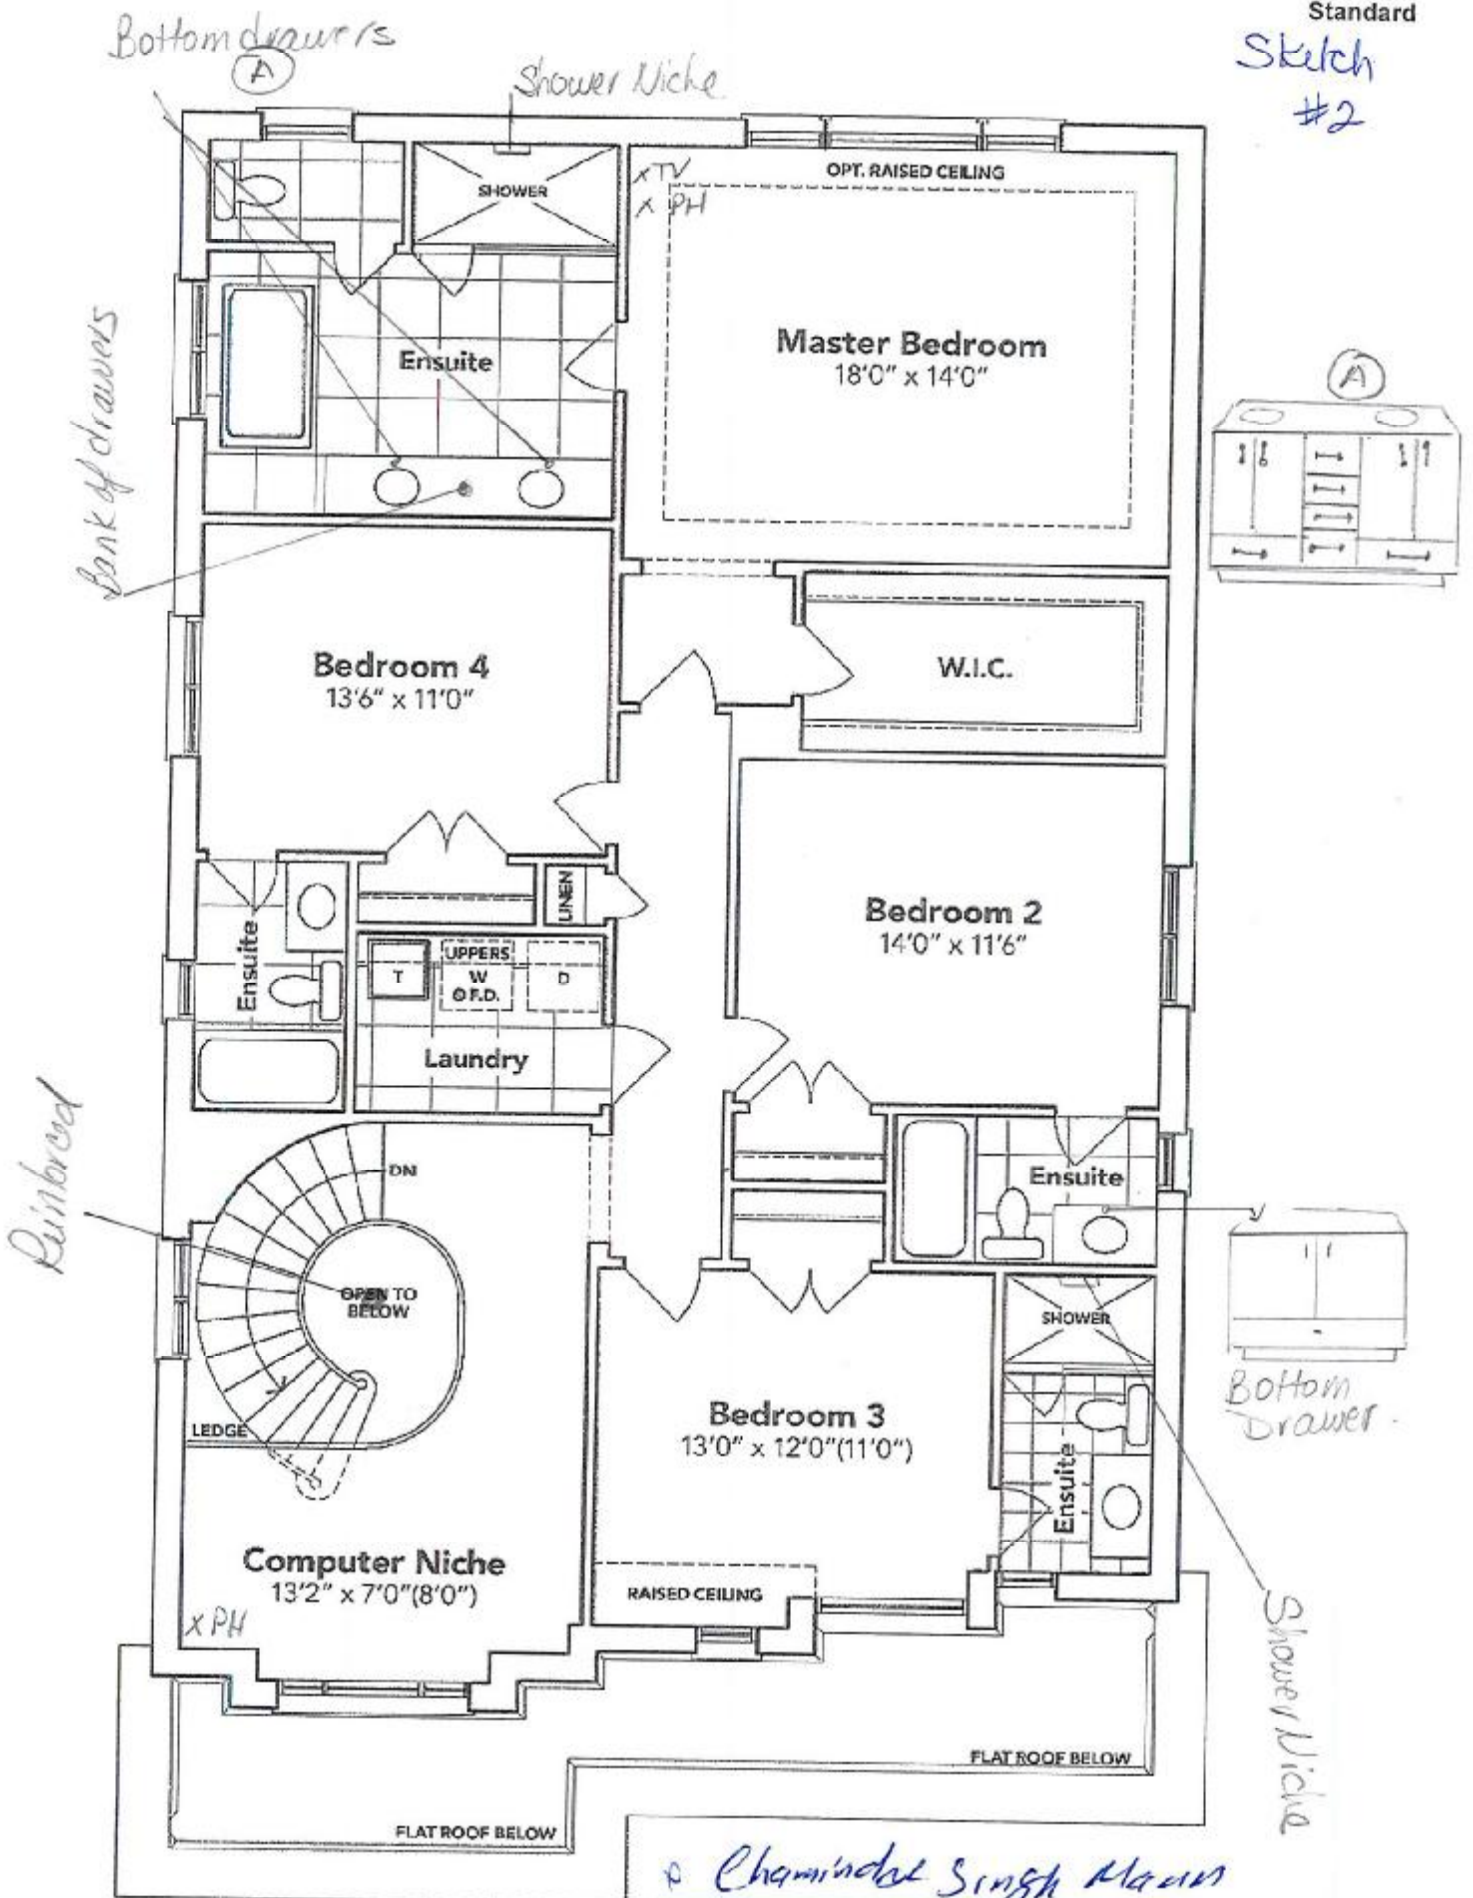 Standard
Sketch
#2
Bottom drawers
A
Shower Niche
x TV
x PH
OPT. RAISED CEILING
SHOWER
Master Bedroom
18'0" x 14'0"
A
Ensuite
Bank of drawers
Bedroom 4
13'6" x 11'0"
W.I.C.
LINEN
Bedroom 2
14'0" x 11'6"
Ensuite
UPPERS
T
W
D
F.D.
Laundry
Reinforced
DN
Ensuite
OPEN TO
BELOW
SHOWER
Bottom
Drawer.
LEDGE
Bedroom 3
13'0" x 12'0"(11'0")
Ensuite
Computer Niche
13'2" x 7'0"(8'0")
RAISED CEILING
x PH
Shower Niche
FLAT ROOF BELOW
FLAT ROOF BELOW
Singh